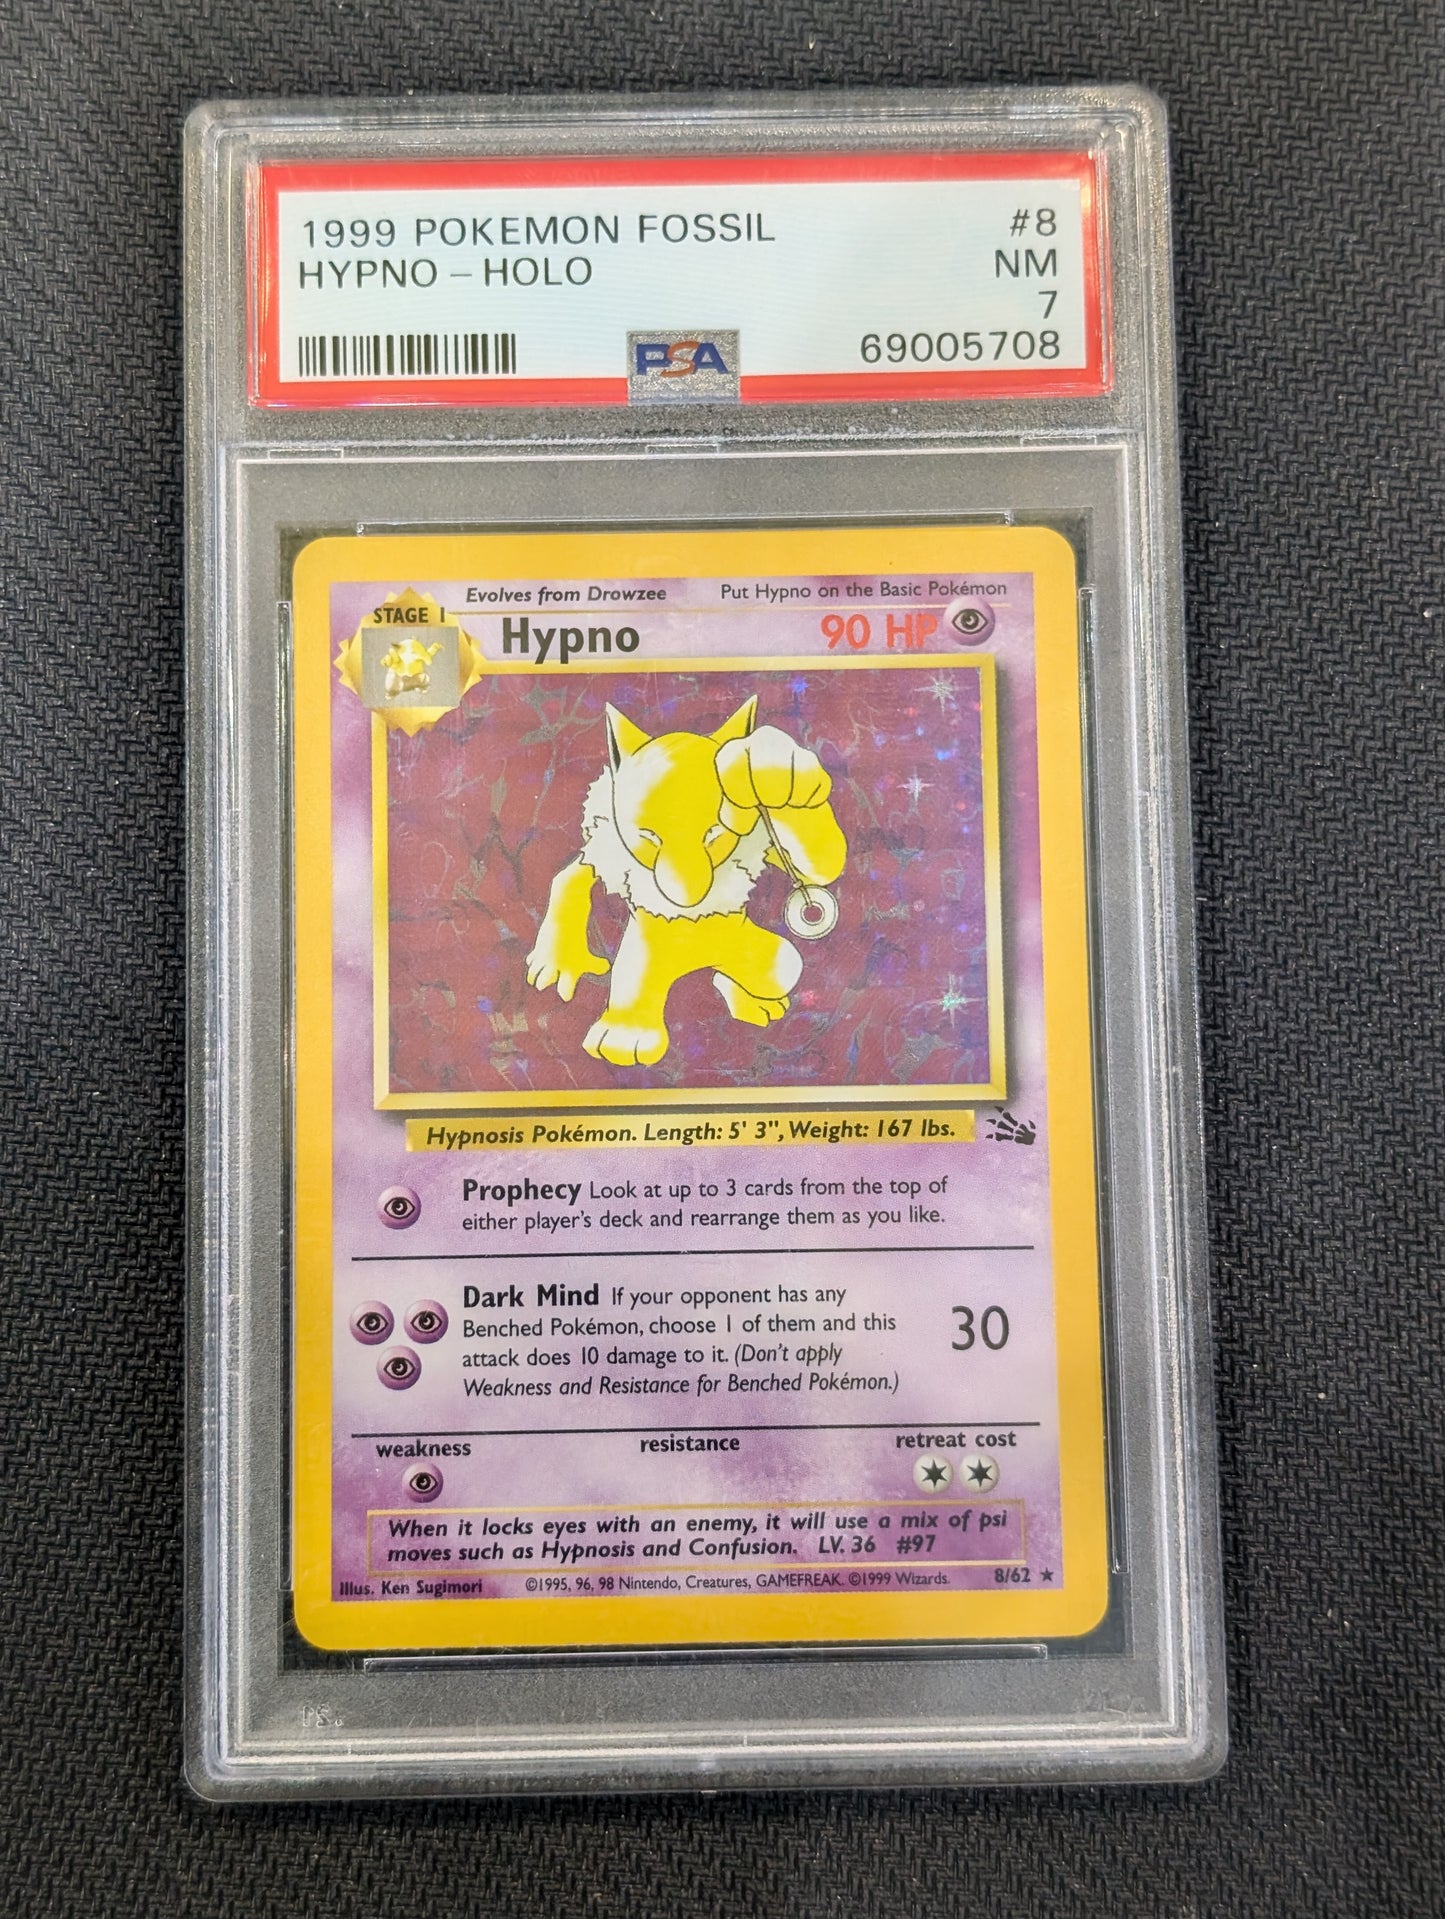 1999 POKEMON FOSSIL #8
HYPNO – HOLO NM
7
PSA 69005708
Evolves from Drowzee Put Hypno on the Basic Pokémon
STAGE 1
Hypno 90 HP
Hypnosis Pokémon. Length: 5' 3", Weight: 167 lbs.
Prophecy Look at up to 3 cards from the top of
either player's deck and rearrange them as you like.
Dark Mind If your opponent has any
Benched Pokémon, choose 1 of them and this
attack does 10 damage to it. (Don't apply
Weakness and Resistance for Benched Pokémon.)
30
weakness resistance retreat cost
When it locks eyes with an enemy, it will use a mix of psi
moves such as Hypnosis and Confusion. LV. 36 #97
Illus. Ken Sugimori ©1995, 96, 98 Nintendo, Creatures, GAMEFREAK. ©1999 Wizards. 8/62 ★